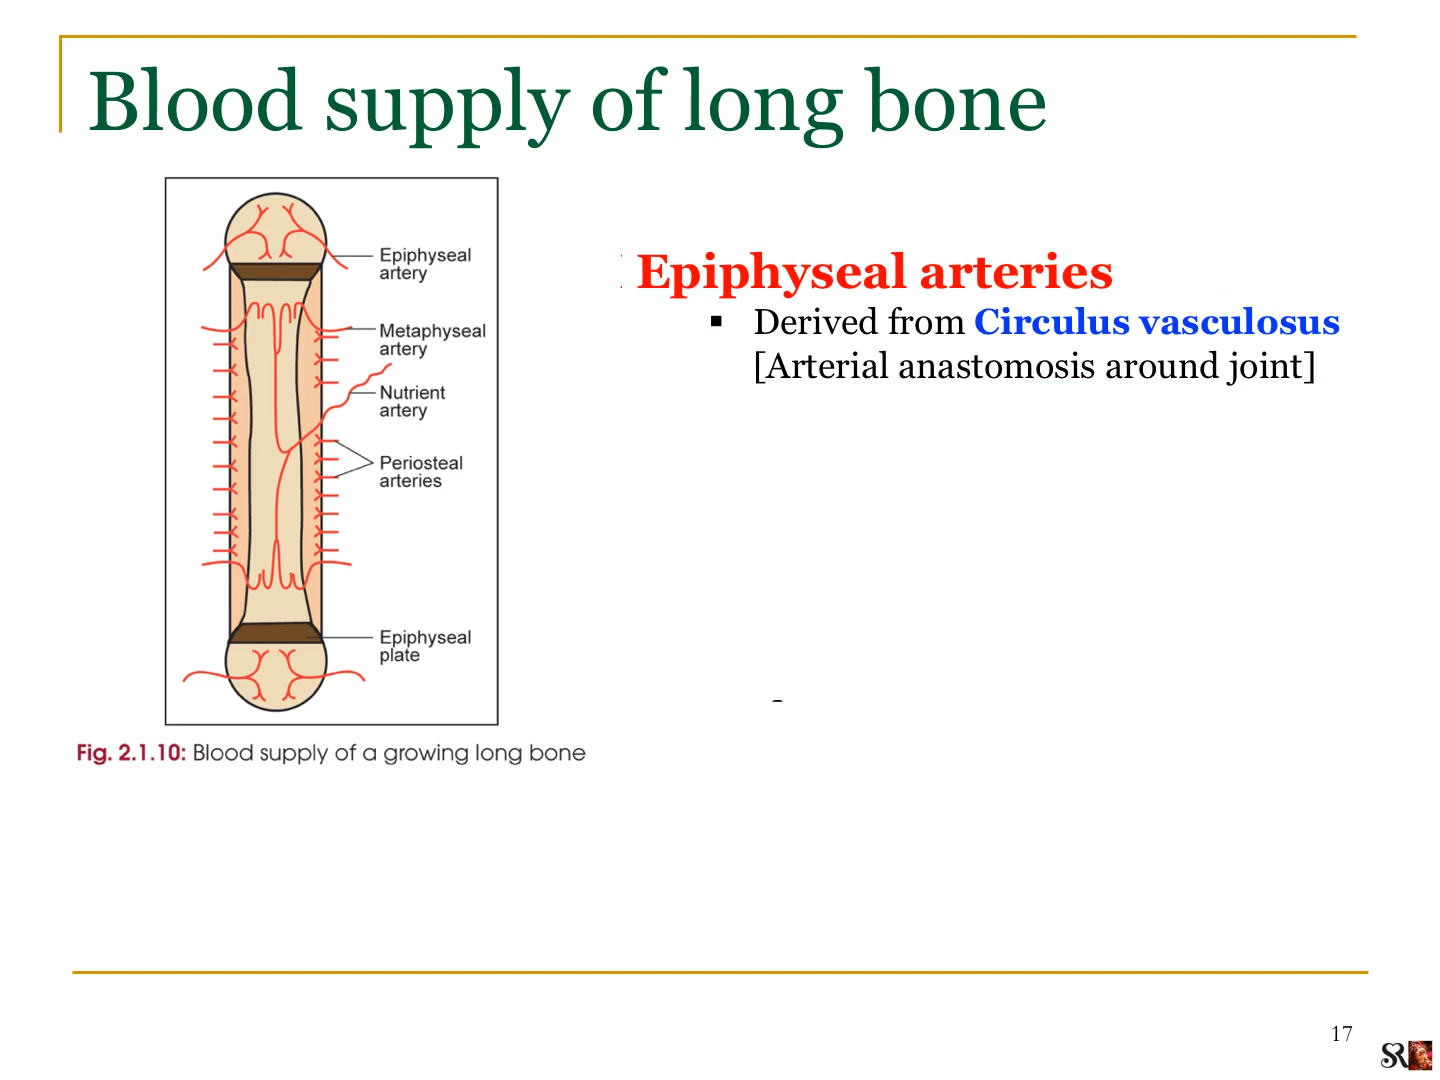 Blood supply of long bone
Epiphyseal
artery
Metaphyseal
artery
Nutrient
artery
Periosteal
arteries
Epiphyseal
plate
Fig. 2.1.10: Blood supply of a growing long bone
Epiphyseal arteries
▪ Derived from Circulus vasculosus
[Arterial anastomosis around joint]
17
SR